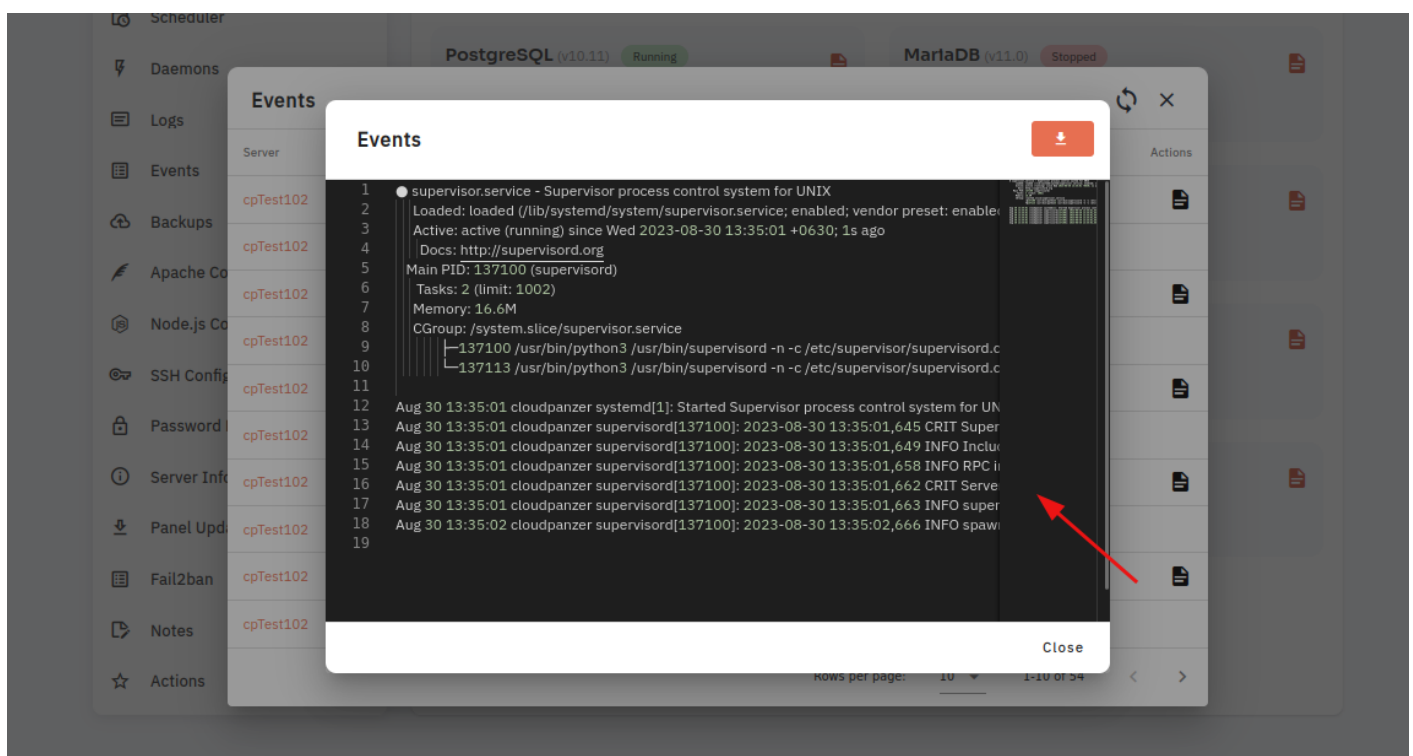 Scheduler
Daemons
Logs
Events
Backups
Apache Co
Node.js Co
SSH Config
Password
Server Info
Panel Upda
Fail2ban
Notes
Actions
PostgreSQL (v10.11) Running
MariaDB (v11.0) Stopped
Events
Server
Actions
cpTest102
cpTest102
cpTest102
cpTest102
cpTest102
cpTest102
cpTest102
cpTest102
cpTest102
cpTest102
Rows per page: 10 1-10 of 54
Events
1 ● supervisor.service - Supervisor process control system for UNIX
2 Loaded: loaded (/lib/systemd/system/supervisor.service; enabled; vendor preset: enabled
3 Active: active (running) since Wed 2023-08-30 13:35:01 +0630; 1s ago
4 Docs: http://supervisord.org
5 Main PID: 137100 (supervisord)
6 Tasks: 2 (limit: 1002)
7 Memory: 16.6M
8 CGroup: /system.slice/supervisor.service
9 ├─137100 /usr/bin/python3 /usr/bin/supervisord -n -c /etc/supervisor/supervisord.c
10 └─137113 /usr/bin/python3 /usr/bin/supervisord -n -c /etc/supervisor/supervisord.c
11
12 Aug 30 13:35:01 cloudpanzer systemd[1]: Started Supervisor process control system for UN
13 Aug 30 13:35:01 cloudpanzer supervisord[137100]: 2023-08-30 13:35:01,645 CRIT Super
14 Aug 30 13:35:01 cloudpanzer supervisord[137100]: 2023-08-30 13:35:01,649 INFO Inclu
15 Aug 30 13:35:01 cloudpanzer supervisord[137100]: 2023-08-30 13:35:01,658 INFO RPC i
16 Aug 30 13:35:01 cloudpanzer supervisord[137100]: 2023-08-30 13:35:01,662 CRIT Serve
17 Aug 30 13:35:01 cloudpanzer supervisord[137100]: 2023-08-30 13:35:01,663 INFO super
18 Aug 30 13:35:02 cloudpanzer supervisord[137100]: 2023-08-30 13:35:02,666 INFO spaw
19
Close